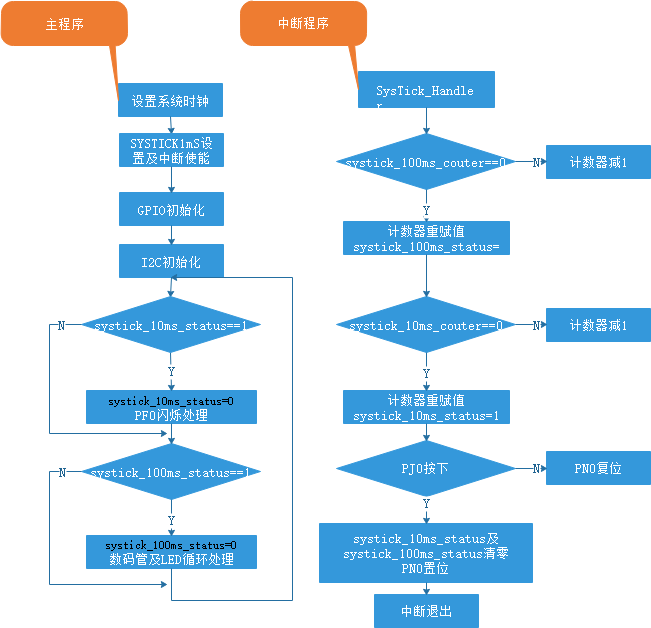 主程序
设置系统时钟
SYSTICK1mS设
置及中断使能
GPIO初始化
I2C初始化
systick_10ms_status==1
N
Y
systick_10ms_status=0
PF0闪烁处理
systick_100ms_status==1
N
Y
systick_100ms_status=0
数码管及LED循环处理
中断程序
SysTick_Handle
r
systick_100ms_couter==0
N
计数器减1
Y
计数器重赋值
systick_100ms_status=
systick_10ms_couter==0
N
计数器减1
Y
计数器重赋值
systick_10ms_status=1
PJ0按下
N
PN0复位
Y
systick_10ms_status及
systick_100ms_status清零
PN0置位
中断退出